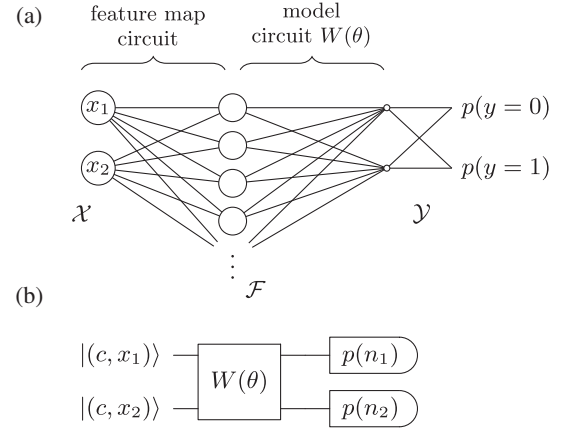 (a)
feature map
circuit
model
circuit W(θ)
x₁
p(y = 0)
x₂
p(y = 1)
𝒳
𝒴
⋮
ℱ
(b)
|(c, x₁)⟩
W(θ)
p(n₁)
|(c, x₂)⟩
p(n₂)